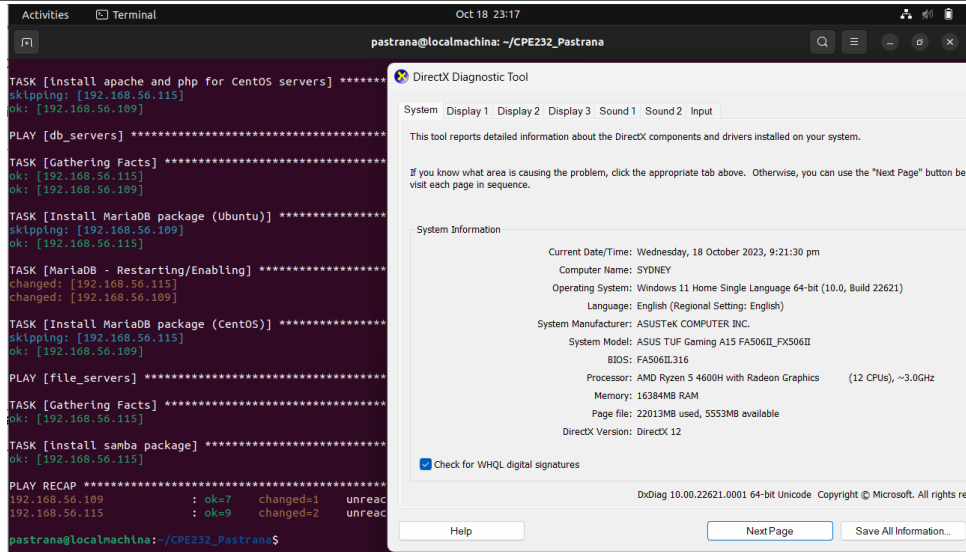 Activities Terminal Oct 18 23:17
pastrana@localmachina: ~/CPE232_Pastrana
TASK [install apache and php for CentOS servers] *******
skipping: [192.168.56.115]
ok: [192.168.56.109]
PLAY [db_servers] **************************************
TASK [Gathering Facts] *********************************
ok: [192.168.56.115]
ok: [192.168.56.109]
TASK [Install MariaDB package (Ubuntu)] ****************
skipping: [192.168.56.109]
ok: [192.168.56.115]
TASK [MariaDB - Restarting/Enabling] *******************
changed: [192.168.56.115]
changed: [192.168.56.109]
TASK [Install MariaDB package (CentOS)] ****************
skipping: [192.168.56.115]
ok: [192.168.56.109]
PLAY [file_servers] ************************************
TASK [Gathering Facts] *********************************
ok: [192.168.56.115]
TASK [install samba package] ***************************
ok: [192.168.56.115]
PLAY RECAP *********************************************
192.168.56.109 : ok=7 changed=1 unreac
192.168.56.115 : ok=9 changed=2 unreac
pastrana@localmachina:~/CPE232_Pastrana$
DirectX Diagnostic Tool
System Display 1 Display 2 Display 3 Sound 1 Sound 2 Input
This tool reports detailed information about the DirectX components and drivers installed on your system.
If you know what area is causing the problem, click the appropriate tab above. Otherwise, you can use the "Next Page" button be
visit each page in sequence.
System Information
Current Date/Time: Wednesday, 18 October 2023, 9:21:30 pm
Computer Name: SYDNEY
Operating System: Windows 11 Home Single Language 64-bit (10.0, Build 22621)
Language: English (Regional Setting: English)
System Manufacturer: ASUSTeK COMPUTER INC.
System Model: ASUS TUF Gaming A15 FA506II_FX506II
BIOS: FA506II.316
Processor: AMD Ryzen 5 4600H with Radeon Graphics (12 CPUs), ~3.0GHz
Memory: 16384MB RAM
Page file: 22013MB used, 5553MB available
DirectX Version: DirectX 12
Check for WHQL digital signatures
DxDiag 10.00.22621.0001 64-bit Unicode Copyright © Microsoft. All rights re
Help Next Page Save All Information...